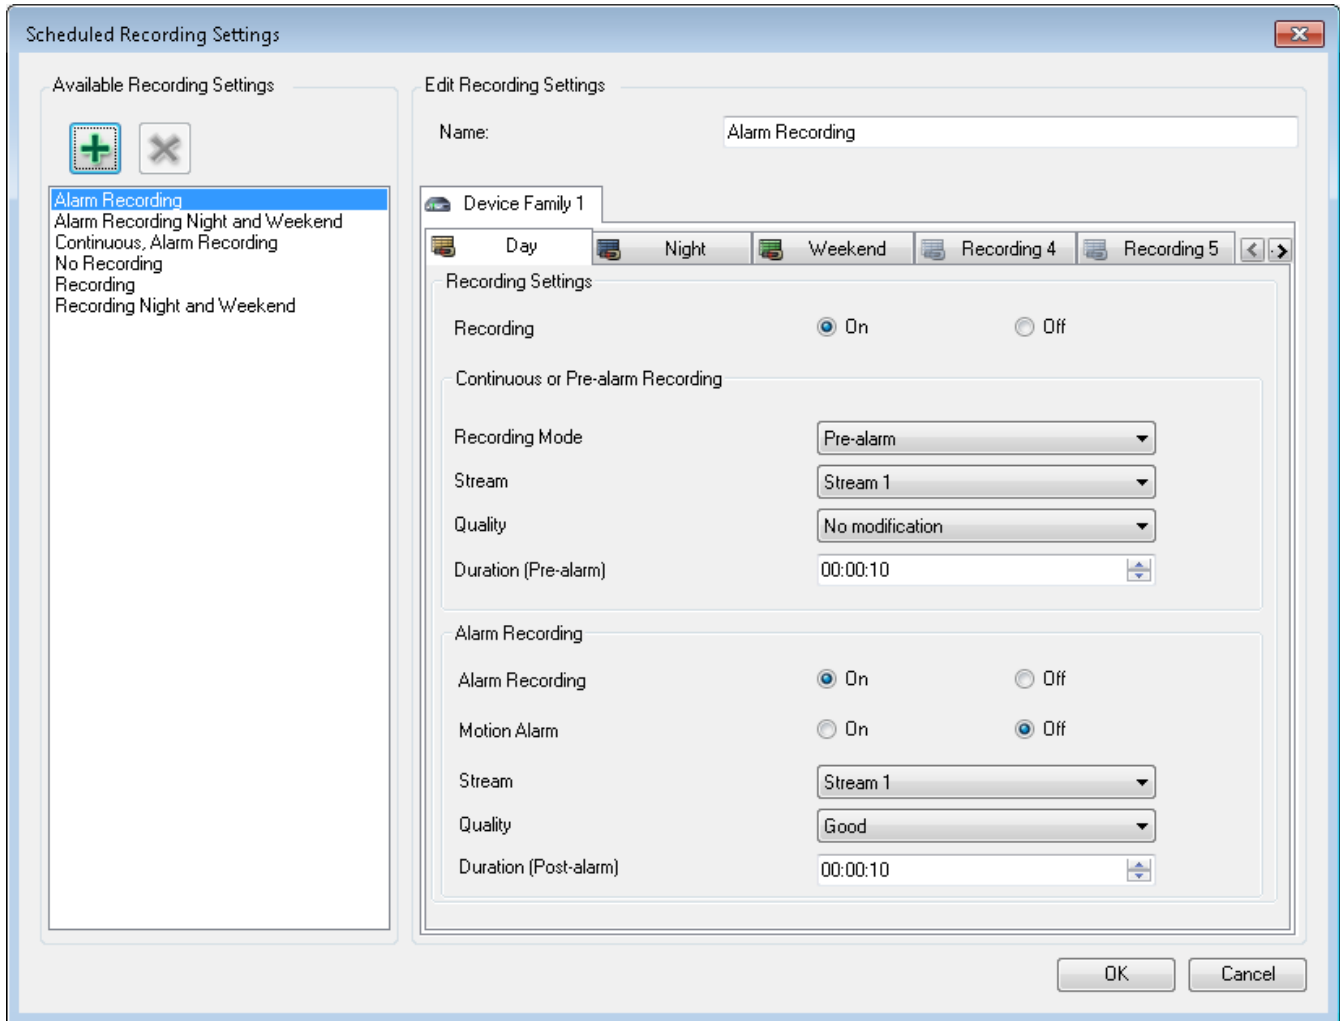 Scheduled Recording Settings
Available Recording Settings
Alarm Recording
Alarm Recording Night and Weekend
Continuous, Alarm Recording
No Recording
Recording
Recording Night and Weekend
Edit Recording Settings
Name: Alarm Recording
Device Family 1
Day Night Weekend Recording 4 Recording 5
Recording Settings
Recording On Off
Continuous or Pre-alarm Recording
Recording Mode Pre-alarm
Stream Stream 1
Quality No modification
Duration (Pre-alarm) 00:00:10
Alarm Recording
Alarm Recording On Off
Motion Alarm On Off
Stream Stream 1
Quality Good
Duration (Post-alarm) 00:00:10
OK Cancel